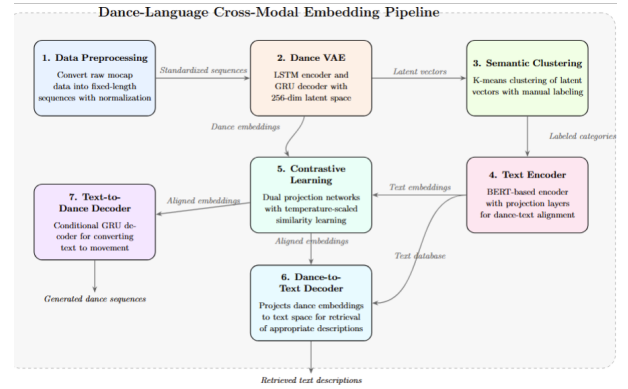 Dance-Language Cross-Modal Embedding Pipeline
1. Data Preprocessing
Convert raw mocap
data into fixed-length
sequences with normalization
Standardized sequences
2. Dance VAE
LSTM encoder and
GRU decoder with
256-dim latent space
Latent vectors
3. Semantic Clustering
K-means clustering of latent
vectors with manual labeling
Dance embeddings
Labeled categories
4. Text Encoder
BERT-based encoder
with projection layers
for dance-text alignment
Text embeddings
5. Contrastive
Learning
Dual projection networks
with temperature-scaled
similarity learning
Aligned embeddings
7. Text-to-
Dance Decoder
Conditional GRU de-
coder for converting
text to movement
Aligned embeddings
Text database
6. Dance-to-
Text Decoder
Projects dance embeddings
to text space for retrieval
of appropriate descriptions
Generated dance sequences
Retrieved text descriptions